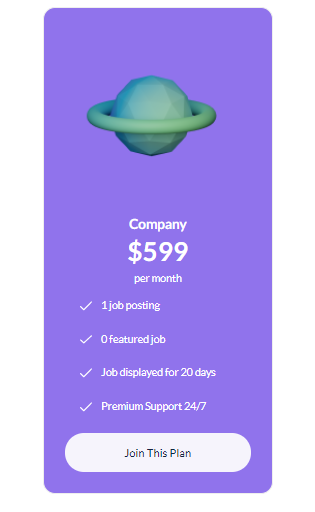 Company
$599
per month
1 job posting
0 featured job
Job displayed for 20 days
Premium Support 24/7
Join This Plan